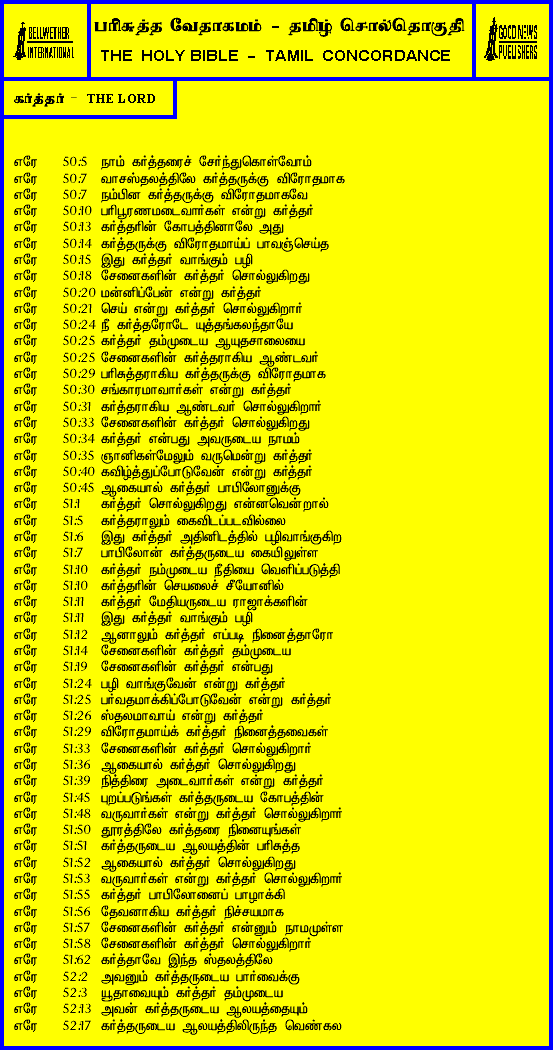 BELLWETHER
INTERNATIONAL
பரிசுத்த வேதாகமம் - தமிழ் சொல்தொகுதி
THE HOLY BIBLE - TAMIL CONCORDANCE
GOOD NEWS
PUBLISHERS
கர்த்தர் - THE LORD
எரே 50:5 நாம் கர்த்தரைச் சேர்ந்துகொள்வோம்
எரே 50:7 வாசஸ்தலத்திலே கர்த்தருக்கு விரோதமாக
எரே 50:7 நம்பின கர்த்தருக்கு விரோதமாகவே
எரே 50:10 பரிபூரணமடைவார்கள் என்று கர்த்தர்
எரே 50:13 கர்த்தரின் கோபத்தினாலே அது
எரே 50:14 கர்த்தருக்கு விரோதமாய்ப் பாவஞ்செய்த
எரே 50:15 இது கர்த்தர் வாங்கும் பழி
எரே 50:18 சேனைகளின் கர்த்தர் சொல்லுகிறது
எரே 50:20 மன்னிப்பேன் என்று கர்த்தர்
எரே 50:21 செய் என்று கர்த்தர் சொல்லுகிறார்
எரே 50:24 நீ கர்த்தரோடே யுத்தங்கலந்தாயே
எரே 50:25 கர்த்தர் தம்முடைய ஆயுதசாலையை
எரே 50:25 சேனைகளின் கர்த்தராகிய ஆண்டவர்
எரே 50:29 பரிசுத்தராகிய கர்த்தருக்கு விரோதமாக
எரே 50:30 சங்காரமாவார்கள் என்று கர்த்தர்
எரே 50:31 கர்த்தராகிய ஆண்டவர் சொல்லுகிறார்
எரே 50:33 சேனைகளின் கர்த்தர் சொல்லுகிறது
எரே 50:34 கர்த்தர் என்பது அவருடைய நாமம்
எரே 50:35 ஞானிகள்மேலும் வருமென்று கர்த்தர்
எரே 50:40 கவிழ்த்துப்போடுவேன் என்று கர்த்தர்
எரே 50:45 ஆகையால் கர்த்தர் பாபிலோனுக்கு
எரே 51:1 கர்த்தர் சொல்லுகிறது என்னவென்றால்
எரே 51:5 கர்த்தராலும் கைவிடப்படவில்லை
எரே 51:6 இது கர்த்தர் அதினிடத்தில் பழிவாங்குகிற
எரே 51:7 பாபிலோன் கர்த்தருடைய கையிலுள்ள
எரே 51:10 கர்த்தர் நம்முடைய நீதியை வெளிப்படுத்தி
எரே 51:10 கர்த்தரின் செயலைச் சீயோனில்
எரே 51:11 கர்த்தர் மேதியருடைய ராஜாக்களின்
எரே 51:11 இது கர்த்தர் வாங்கும் பழி
எரே 51:12 ஆனாலும் கர்த்தர் எப்படி நினைத்தாரோ
எரே 51:14 சேனைகளின் கர்த்தர் தம்முடைய
எரே 51:19 சேனைகளின் கர்த்தர் என்பது
எரே 51:24 பழி வாங்குவேன் என்று கர்த்தர்
எரே 51:25 பர்வதமாக்கிப்போடுவேன் என்று கர்த்தர்
எரே 51:26 ஸ்தலமாவாய் என்று கர்த்தர்
எரே 51:29 விரோதமாய்க் கர்த்தர் நினைத்தவைகள்
எரே 51:33 சேனைகளின் கர்த்தர் சொல்லுகிறார்
எரே 51:36 ஆகையால் கர்த்தர் சொல்லுகிறது
எரே 51:39 நித்திரை அடைவார்கள் என்று கர்த்தர்
எரே 51:45 புறப்படுங்கள் கர்த்தருடைய கோபத்தின்
எரே 51:48 வருவார்கள் என்று கர்த்தர் சொல்லுகிறார்
எரே 51:50 தூரத்திலே கர்த்தரை நினையுங்கள்
எரே 51:51 கர்த்தருடைய ஆலயத்தின் பரிசுத்த
எரே 51:52 ஆகையால் கர்த்தர் சொல்லுகிறது
எரே 51:53 வருவார்கள் என்று கர்த்தர் சொல்லுகிறார்
எரே 51:55 கர்த்தர் பாபிலோனைப் பாழாக்கி
எரே 51:56 தேவனாகிய கர்த்தர் நிச்சயமாக
எரே 51:57 சேனைகளின் கர்த்தர் என்னும் நாமமுள்ள
எரே 51:58 சேனைகளின் கர்த்தர் சொல்லுகிறார்
எரே 51:62 கர்த்தாவே இந்த ஸ்தலத்திலே
எரே 52:2 அவனும் கர்த்தருடைய பார்வைக்கு
எரே 52:3 யூதாவையும் கர்த்தர் தம்முடைய
எரே 52:13 அவன் கர்த்தருடைய ஆலயத்தையும்
எரே 52:17 கர்த்தருடைய ஆலயத்திலிருந்த வெண்கல